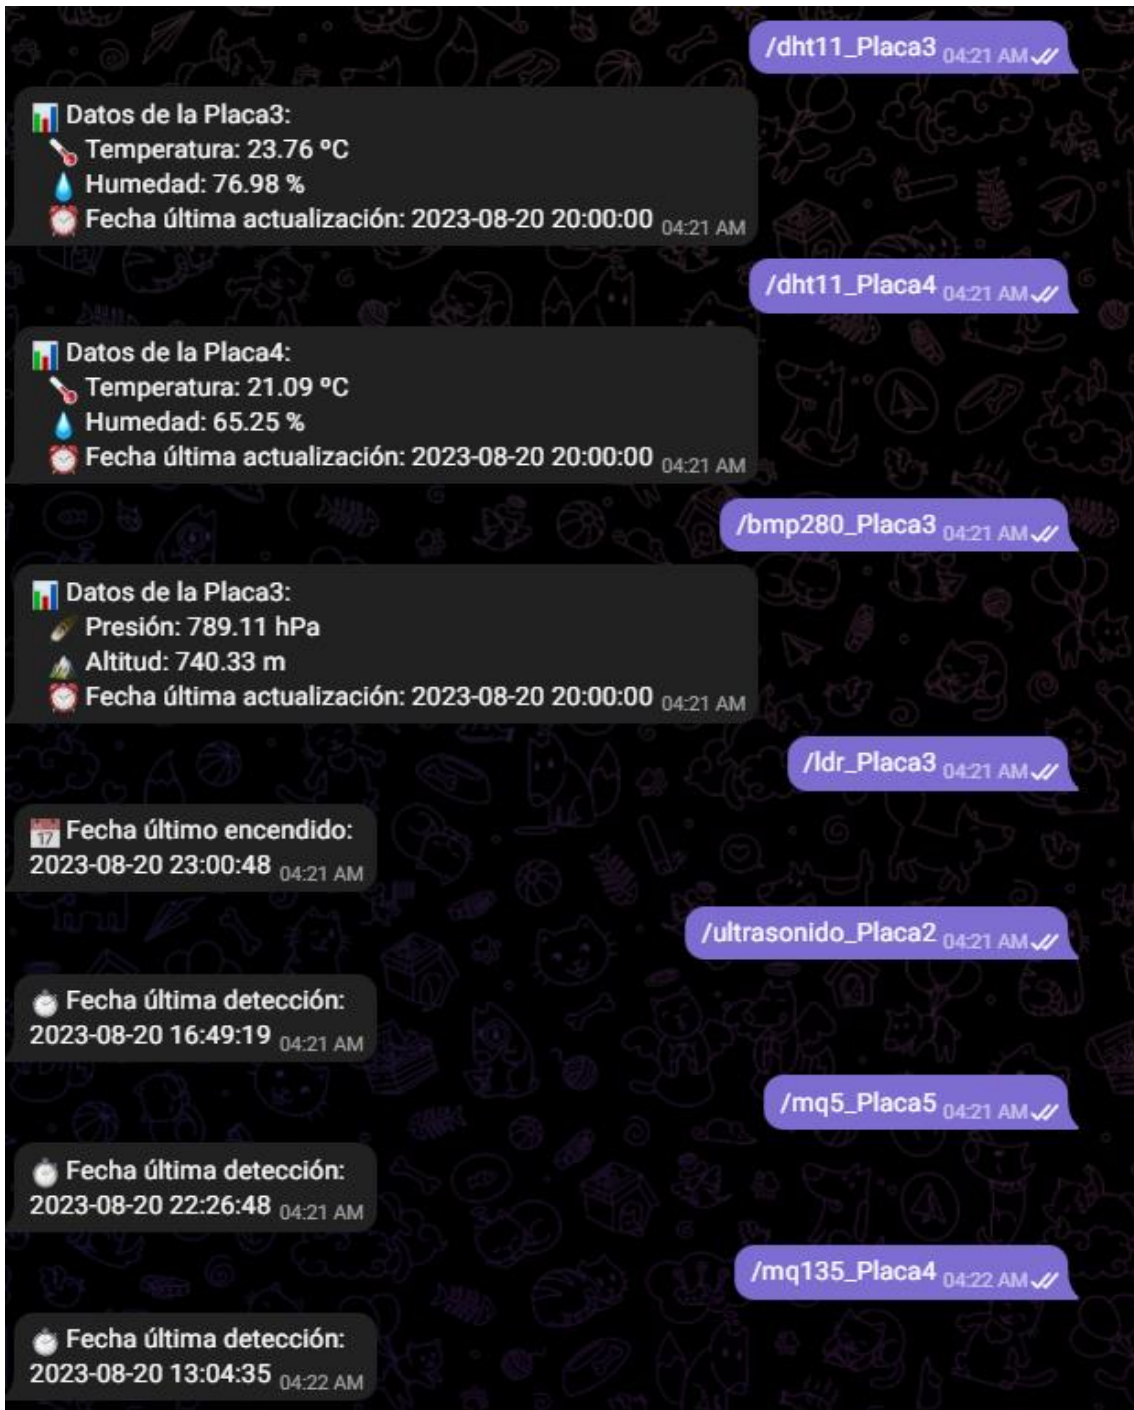 /dht11_Placa3 04:21 AM
Datos de la Placa3:
Temperatura: 23.76 ºC
Humedad: 76.98 %
Fecha última actualización: 2023-08-20 20:00:00 04:21 AM
/dht11_Placa4 04:21 AM
Datos de la Placa4:
Temperatura: 21.09 ºC
Humedad: 65.25 %
Fecha última actualización: 2023-08-20 20:00:00 04:21 AM
/bmp280_Placa3 04:21 AM
Datos de la Placa3:
Presión: 789.11 hPa
Altitud: 740.33 m
Fecha última actualización: 2023-08-20 20:00:00 04:21 AM
/ldr_Placa3 04:21 AM
17 Fecha último encendido:
2023-08-20 23:00:48 04:21 AM
/ultrasonido_Placa2 04:21 AM
Fecha última detección:
2023-08-20 16:49:19 04:21 AM
/mq5_Placa5 04:21 AM
Fecha última detección:
2023-08-20 22:26:48 04:21 AM
/mq135_Placa4 04:22 AM
Fecha última detección:
2023-08-20 13:04:35 04:22 AM